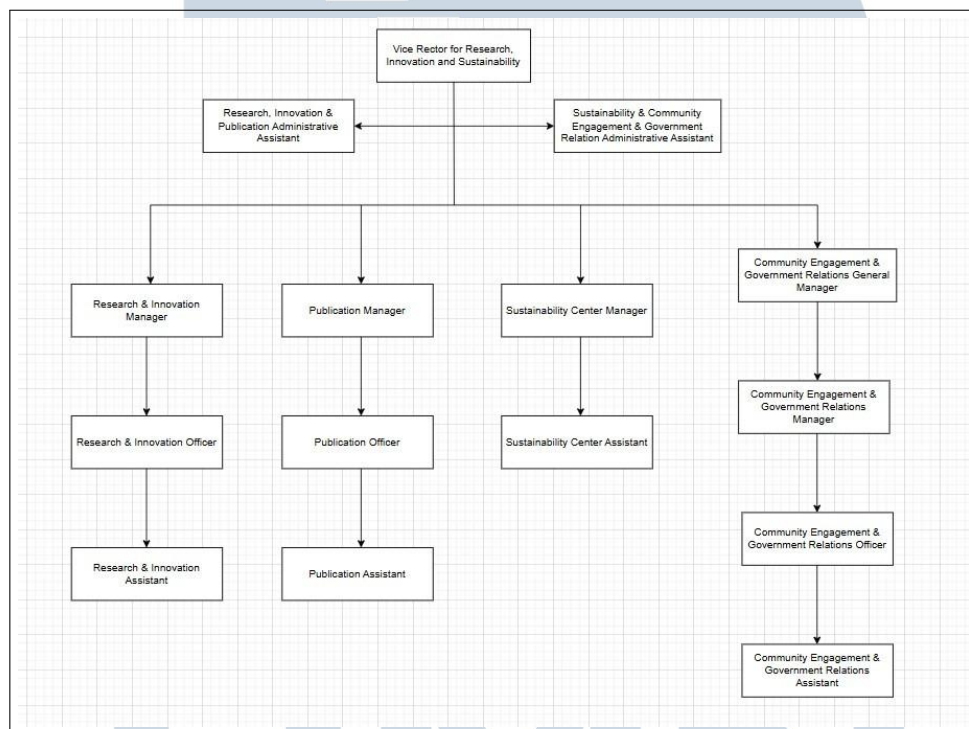 Vice Rector for Research,
Innovation and Sustainability
Research, Innovation &
Publication Administrative
Assistant
Sustainability & Community
Engagement & Government
Relation Administrative Assistant
Community Engagement &
Government Relations General
Manager
Research & Innovation
Manager
Publication Manager
Sustainability Center Manager
Community Engagement &
Government Relations
Manager
Research & Innovation Officer
Publication Officer
Sustainability Center Assistant
Community Engagement &
Government Relations Officer
Research & Innovation
Assistant
Publication Assistant
Community Engagement &
Government Relations
Assistant